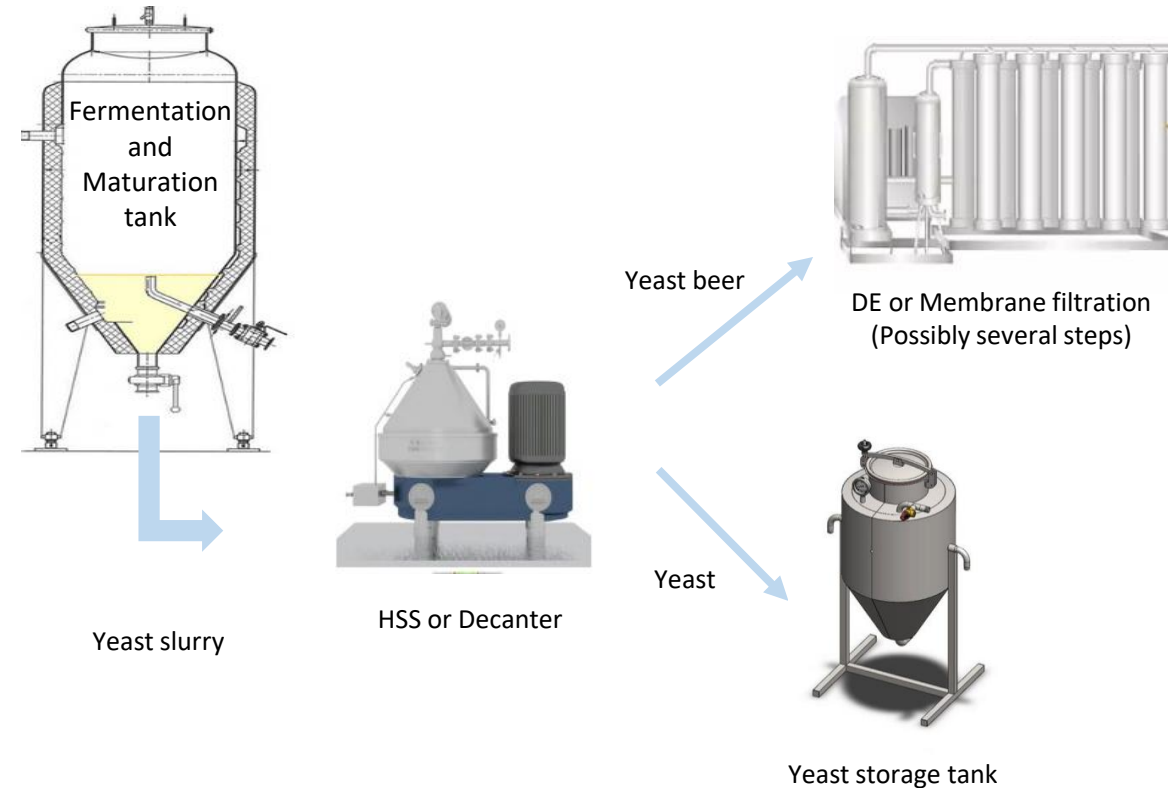 Fermentation
and
Maturation
tank
Yeast slurry
HSS or Decanter
Yeast beer
DE or Membrane filtration
(Possibly several steps)
Yeast
Yeast storage tank